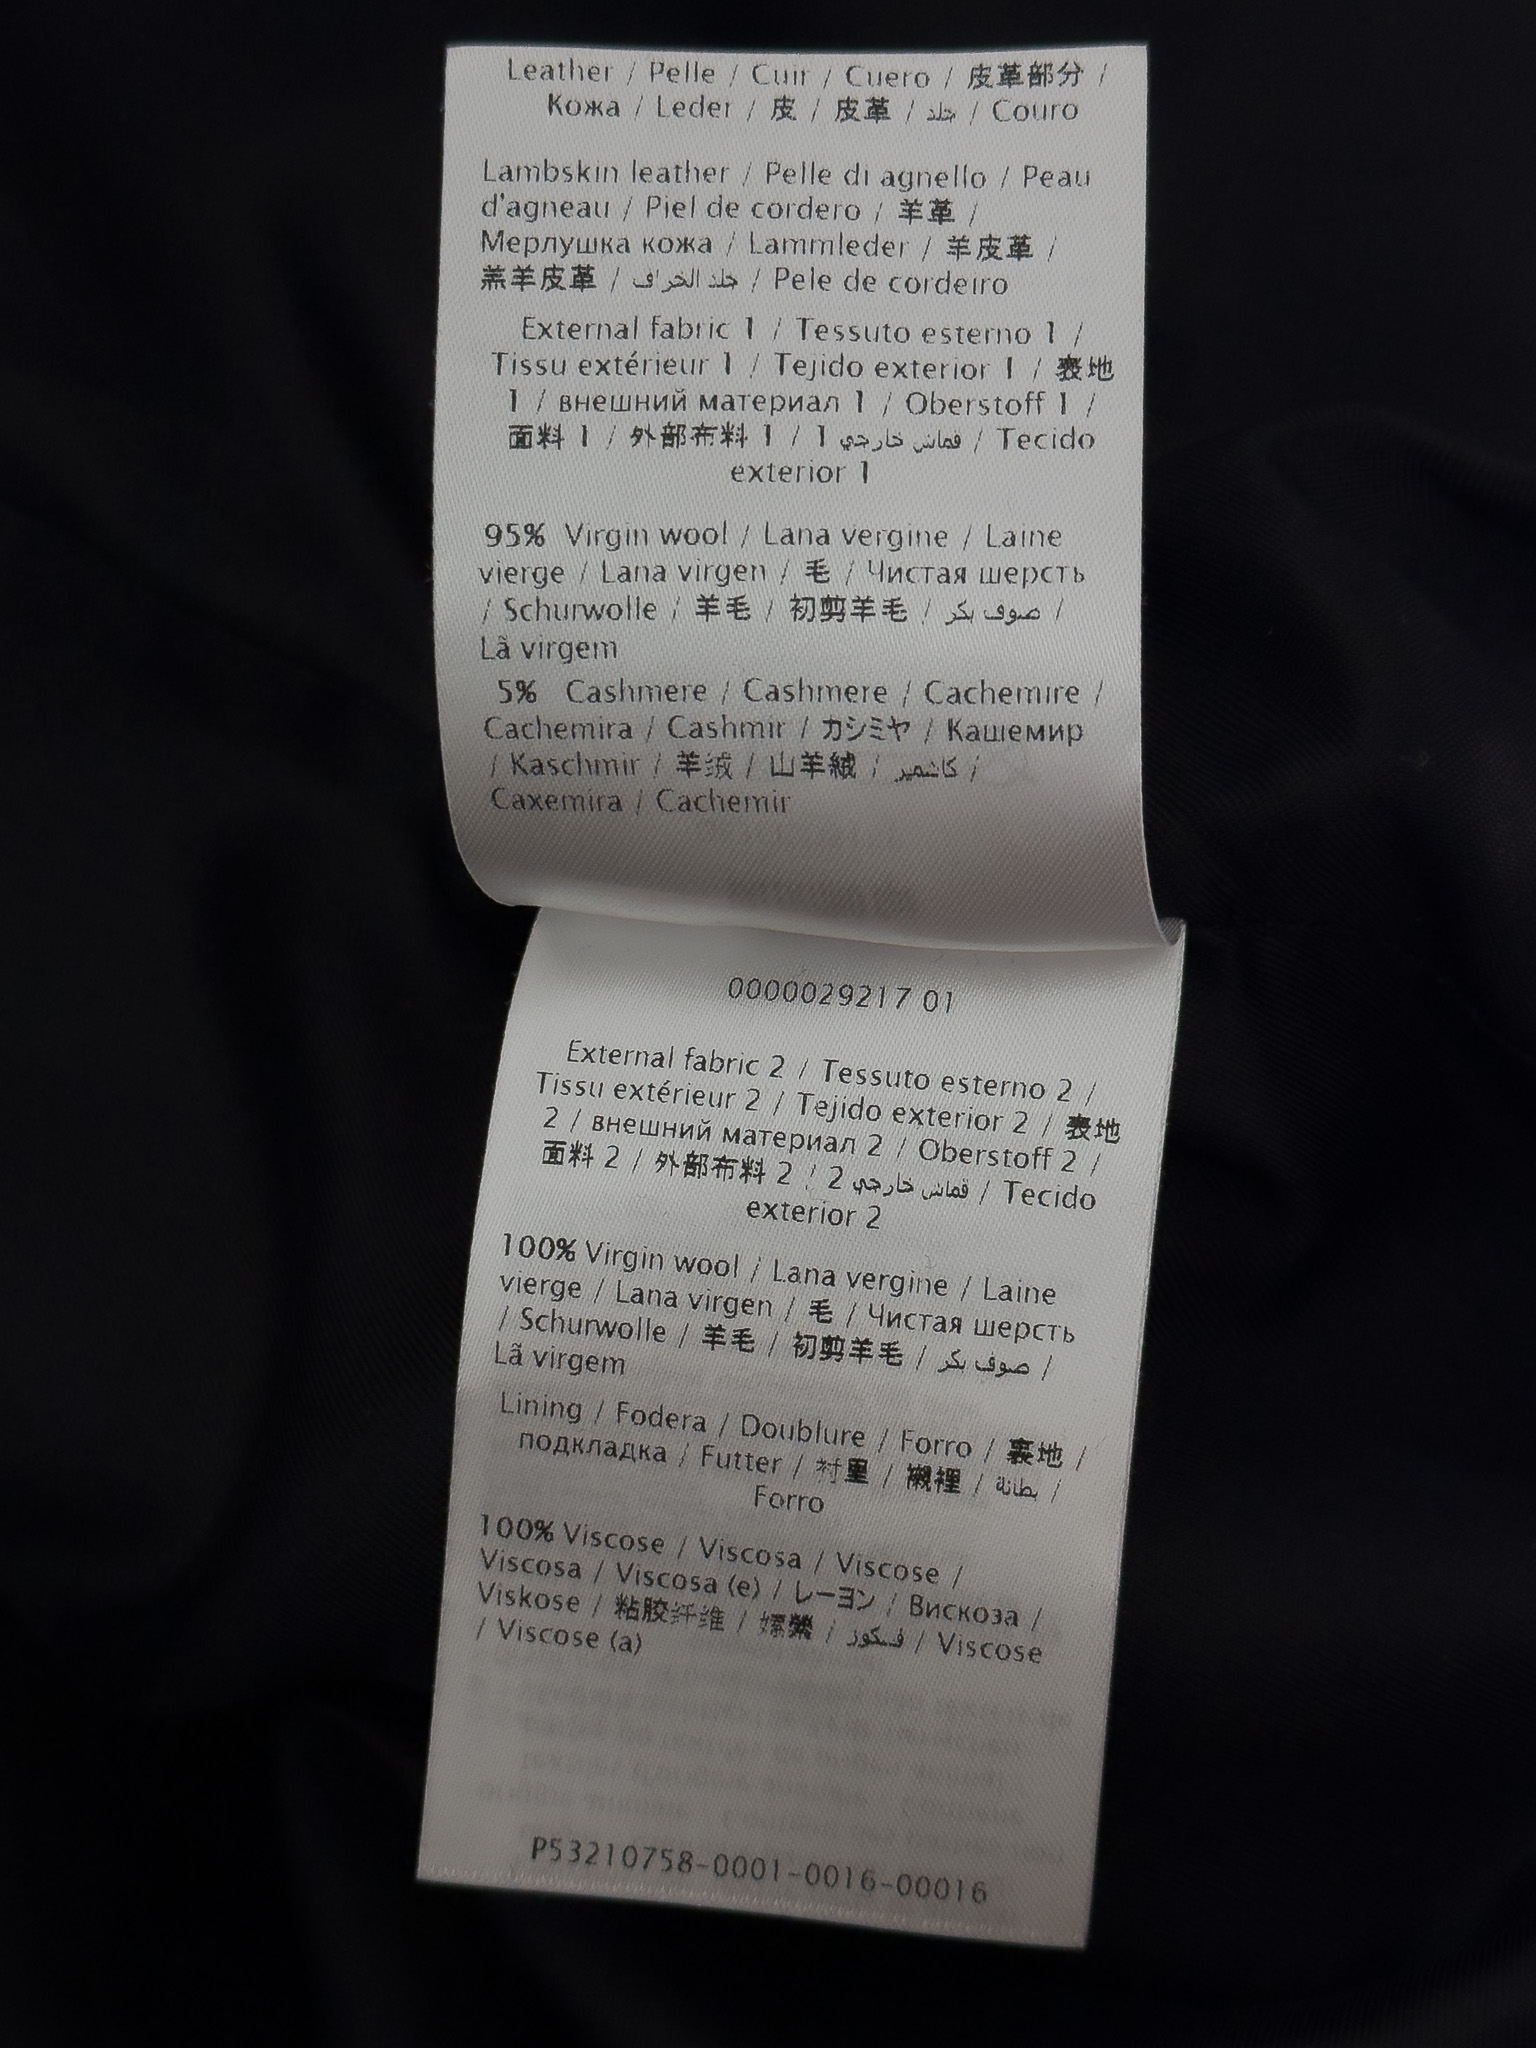 Leather / Pelle / Cuir / Cuero / 皮革部分 /
Кожа / Leder / 皮 / 皮革 / جلد / Couro
Lambskin leather / Pelle di agnello / Peau
d'agneau / Piel de cordero / 羊革 /
Мерлушка кожа / Lammleder / 羊皮革 /
羔羊皮革 / جلد الخراف / Pele de cordeiro
External fabric 1 / Tessuto esterno 1 /
Tissu extérieur 1 / Tejido exterior 1 / 表地
1 / внешний материал 1 / Oberstoff 1 /
面料 1 / 外部布料 1 / قماش خارجي 1 / Tecido
exterior 1
95% Virgin wool / Lana vergine / Laine
vierge / Lana virgen / 毛 / Чистая шерсть
/ Schurwolle / 羊毛 / 初剪羊毛 / صوف بكر /
Lã virgem
5% Cashmere / Cashmere / Cachemire /
Cachemira / Cashmir / カシミヤ / Кашемир
/ Kaschmir / 羊绒 / 山羊絨 / كاشمير /
Caxemira / Cachemir
0000029217 01
External fabric 2 / Tessuto esterno 2 /
Tissu extérieur 2 / Tejido exterior 2 / 表地
2 / внешний материал 2 / Oberstoff 2 /
面料 2 / 外部布料 2 / قماش خارجي 2 / Tecido
exterior 2
100% Virgin wool / Lana vergine / Laine
vierge / Lana virgen / 毛 / Чистая шерсть
/ Schurwolle / 羊毛 / 初剪羊毛 / صوف بكر /
Lã virgem
Lining / Fodera / Doublure / Forro / 裏地 /
подкладка / Futter / 衬里 / 襯裡 / بطانة /
Forro
100% Viscose / Viscosa / Viscose /
Viscosa / Viscosa (e) / レーヨン / Вискоза /
Viskose / 粘胶纤维 / 嫘縈 / فسكوز / Viscose
/ Viscose (a)
P53210758-0001-0016-00016